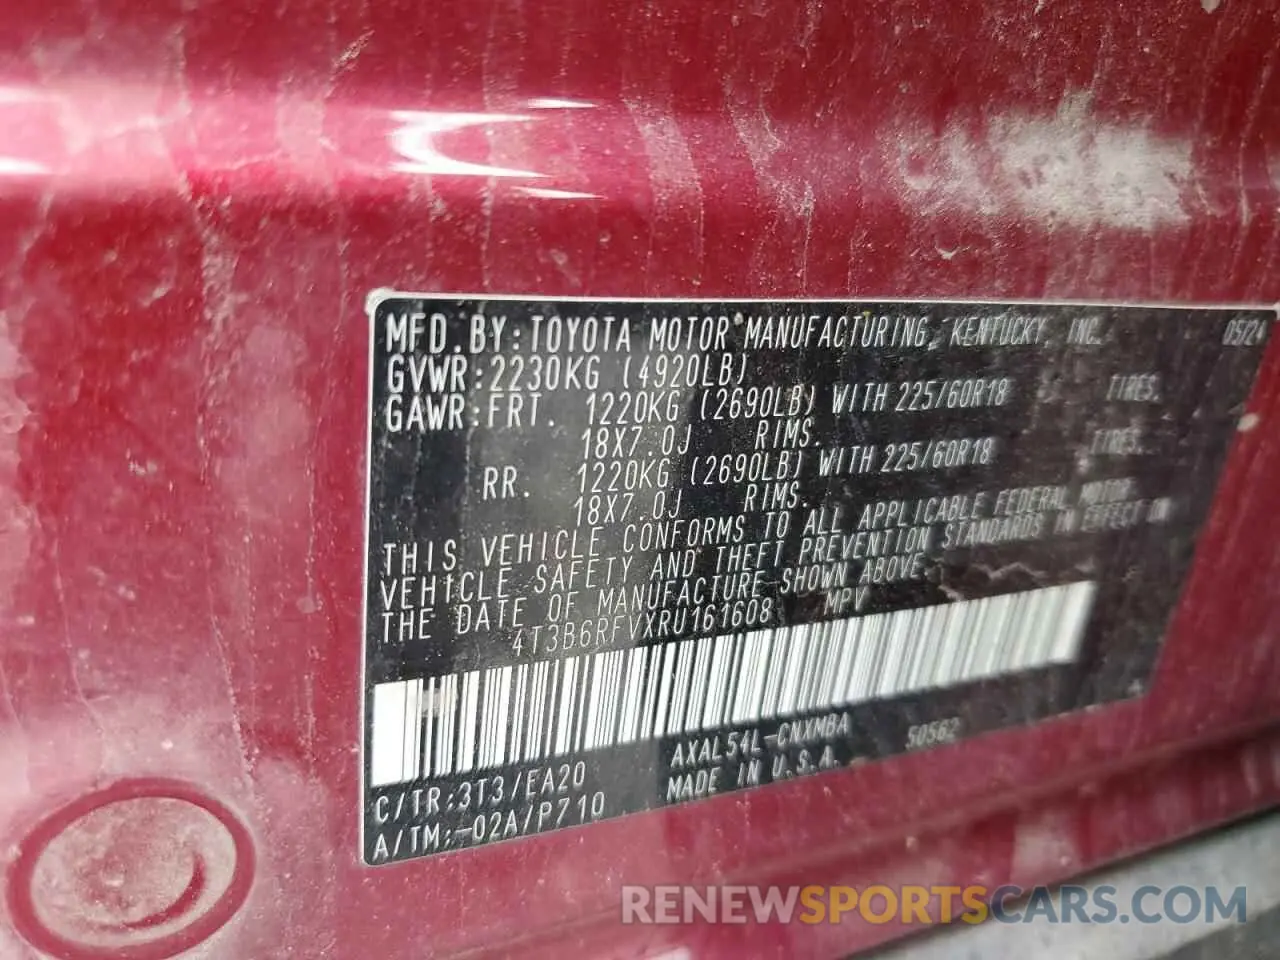 MFD.BY:TOYOTA MOTOR MANUFACTURING, KENTUCKY, INC. 05/24
GVWR:2230KG (4920LB)
GAWR:FRT. 1220KG (2690LB) WITH 225/60R18 TIRES.
18X7.0J RIMS.
RR. 1220KG (2690LB) WITH 225/60R18 TIRES.
18X7.0J RIMS.
THIS VEHICLE CONFORMS TO ALL APPLICABLE FEDERAL MOTOR
VEHICLE SAFETY AND THEFT PREVENTION STANDARDS IN EFFECT ON
THE DATE OF MANUFACTURE SHOWN ABOVE.
4T3B6RFVXRU161608 MPV
C/TR:3T3/EA20 AXAL54L-CNXMBA 50562
A/TM:-02A/P710 MADE IN U.S.A.
RENEWSPORTSCARS.COM